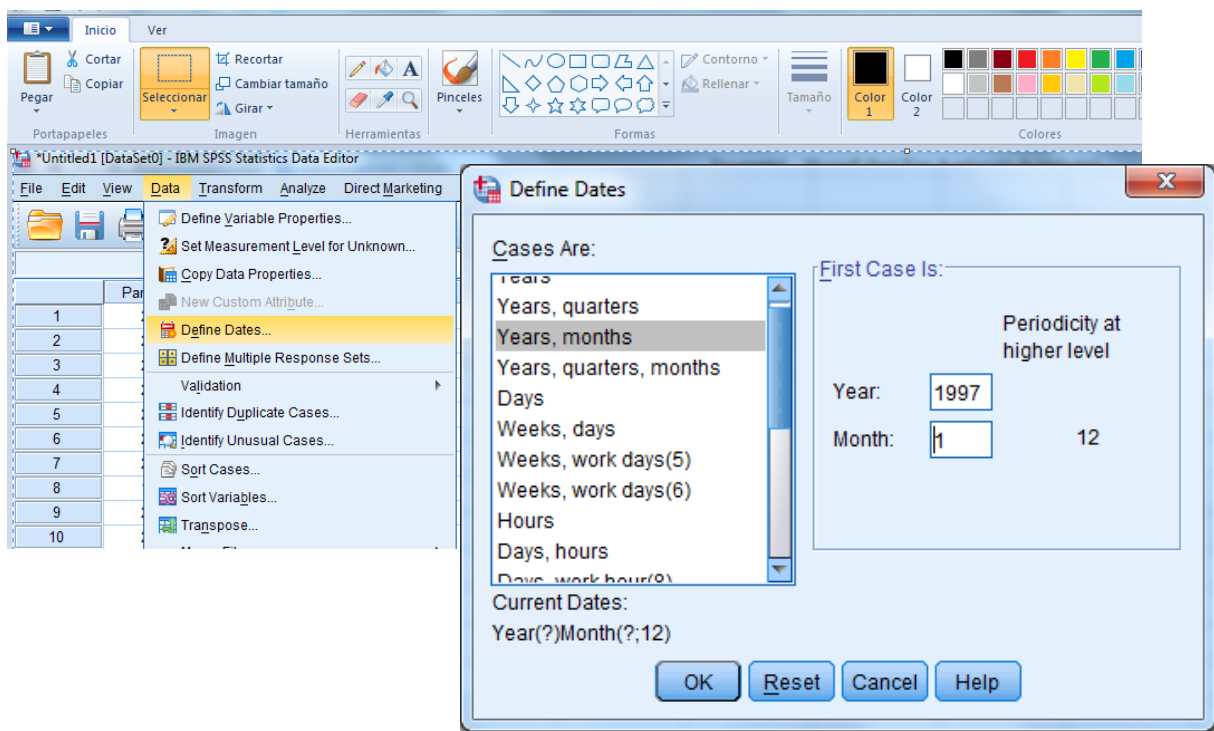 Inicio Ver
Pegar
Cortar
Copiar
Portapapeles
Seleccionar
Recortar
Cambiar tamaño
Girar
Imagen
A
Herramientas
Pinceles
Contorno
Rellenar
Formas
Tamaño
Color 1
Color 2
Colores
*Untitled1 [DataSet0] - IBM SPSS Statistics Data Editor
File Edit View Data Transform Analyze Direct Marketing
Define Variable Properties...
Set Measurement Level for Unknown...
Copy Data Properties...
New Custom Attribute...
Define Dates...
Define Multiple Response Sets...
Validation
Identify Duplicate Cases...
Identify Unusual Cases...
Sort Cases...
Sort Variables...
Transpose...
Par
1
2
3
4
5
6
7
8
9
10
Define Dates
Cases Are:
Years
Years, quarters
Years, months
Years, quarters, months
Days
Weeks, days
Weeks, work days(5)
Weeks, work days(6)
Hours
Days, hours
Days, work hour(8)
First Case Is:
Periodicity at
higher level
Year: 1997
Month: 1 12
Current Dates:
Year(?)Month(?;12)
OK Reset Cancel Help